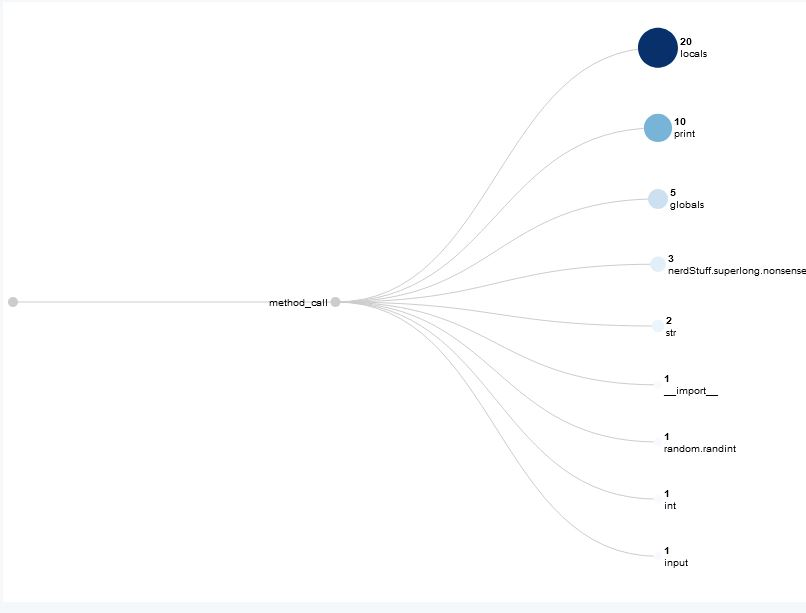 20
locals
10
print
5
globals
3
nerdStuff.superlong.nonsense
method_call
2
str
1
__import__
1
random.randint
1
int
1
input